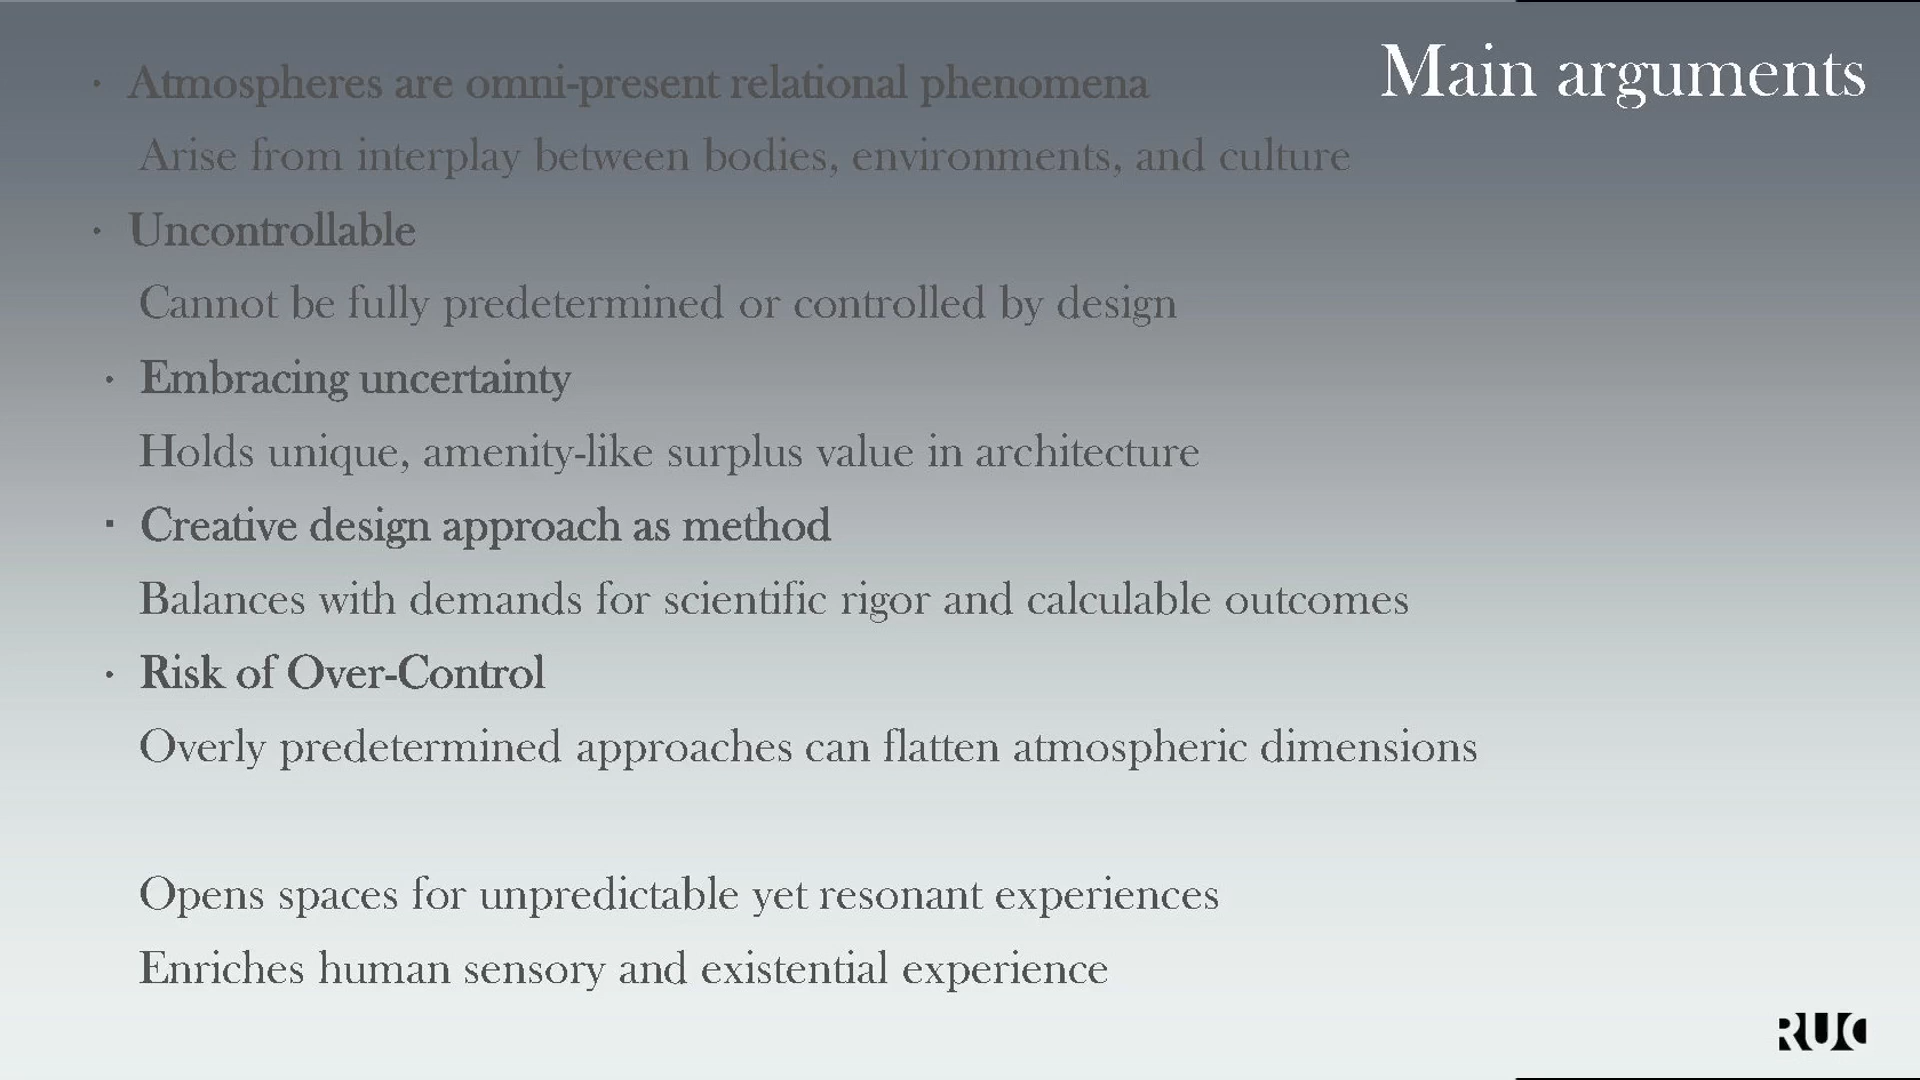 Main arguments
· Atmospheres are omni-present relational phenomena
Arise from interplay between bodies, environments, and culture
· Uncontrollable
Cannot be fully predetermined or controlled by design
· Embracing uncertainty
Holds unique, amenity-like surplus value in architecture
· Creative design approach as method
Balances with demands for scientific rigor and calculable outcomes
· Risk of Over-Control
Overly predetermined approaches can flatten atmospheric dimensions
Opens spaces for unpredictable yet resonant experiences
Enriches human sensory and existential experience
RUC